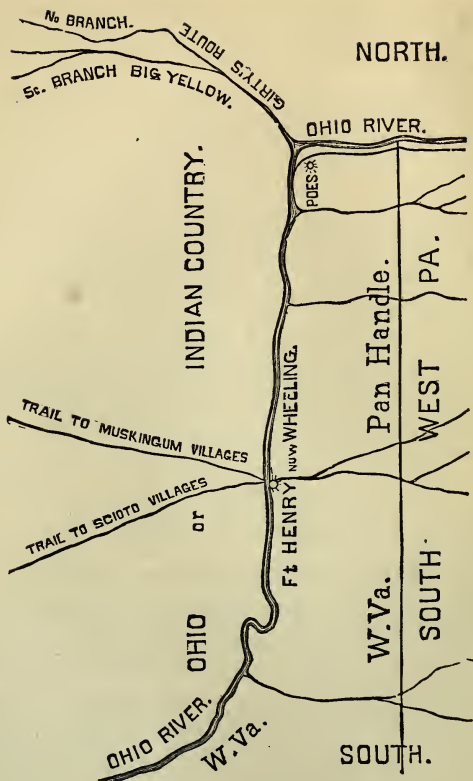 No BRANCH.
GIRTY'S ROUTE
So. BRANCH BIG YELLOW.
NORTH.
OHIO RIVER.
POES
INDIAN COUNTRY.
PA.
Pan Handle.
WEST
Ft HENRY NOW WHEELING.
TRAIL TO MUSKINGUM VILLAGES
TRAIL TO SCIOTO VILLAGES
or
OHIO
W.Va.
SOUTH
OHIO RIVER.
W.Va.
SOUTH.